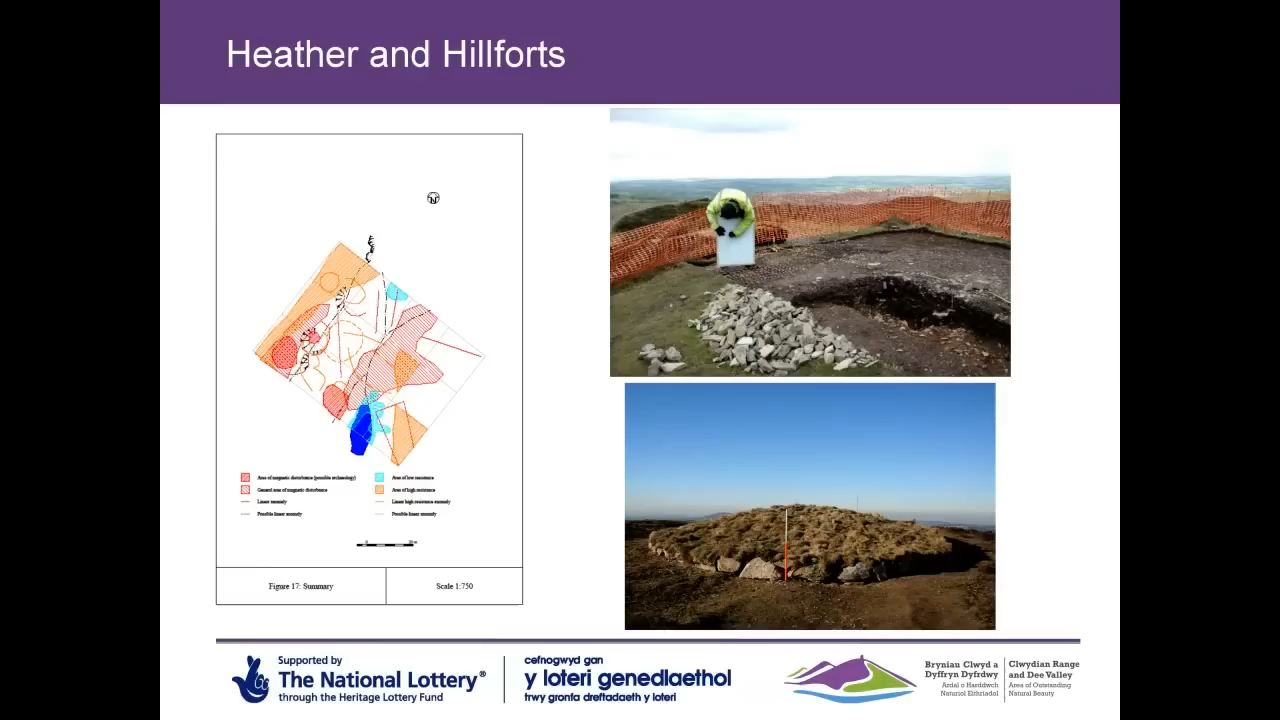 Heather and Hillforts
N
Area of magnetic disturbance (possible archaeology)
General area of magnetic disturbance
Linear anomaly
Possible linear anomaly
Area of low resistance
Area of high resistance
Linear high resistance anomaly
Possible linear anomaly
0
Figure 17: Summary
Scale 1:750
Supported by
The National Lottery®
through the Heritage Lottery Fund
cefnogwyd gan
y loteri genedlaethol
trwy gronfa dreftadaeth y loteri
Bryniau Clwyd a
Dyffryn Dyfrdwy
Ardal o Harddwch
Naturiol Eithriadol
Clwydian Range
and Dee Valley
Area of Outstanding
Natural Beauty